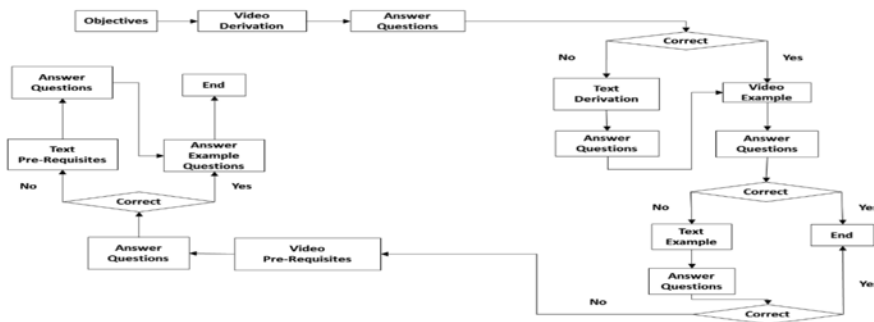 Objectives
Video
Derivation
Answer
Questions
Correct
No
Yes
Text
Derivation
Video
Example
Answer
Questions
Answer
Questions
Correct
No
Yes
Text
Example
End
Answer
Questions
Yes
No
Correct
Video
Pre-Requisites
Answer
Questions
Correct
No
Yes
Text
Pre-Requisites
Answer
Example
Questions
Answer
Questions
End